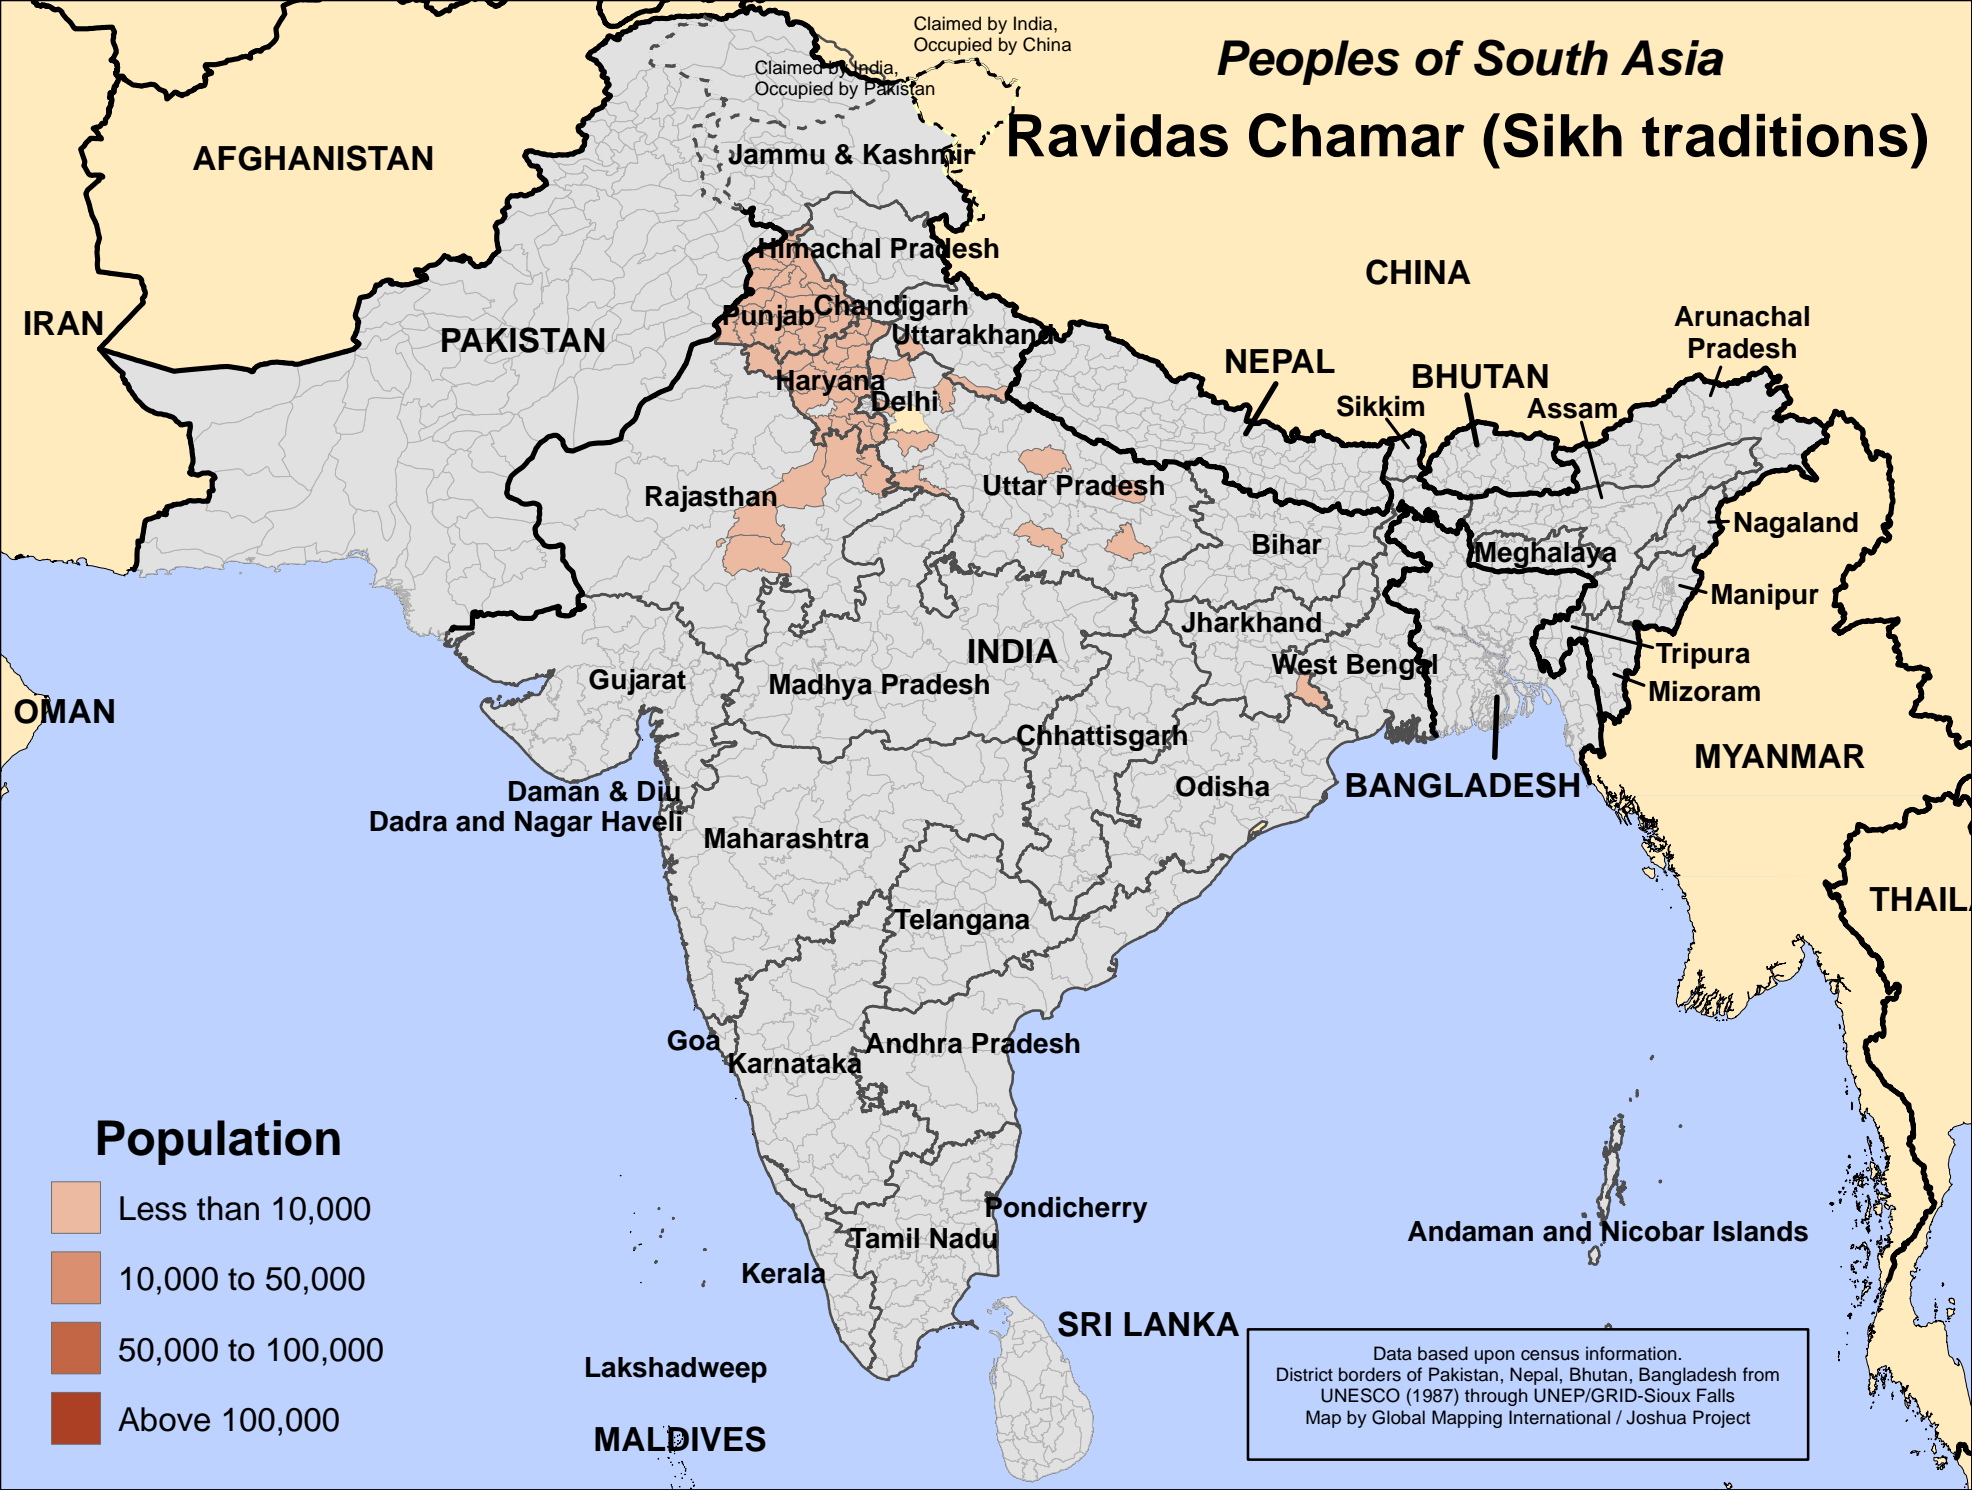 Claimed by India,
Occupied by China
Peoples of South Asia
Claimed by India,
Occupied by Pakistan
Ravidas Chamar (Sikh traditions)
Jammu & Kashmir
AFGHANISTAN
Himachal Pradesh
CHINA
Chandigarh
Punjab
Uttarakhand
IRAN
PAKISTAN
Arunachal
Pradesh
NEPAL
BHUTAN
Haryana
Delhi
Sikkim
Assam
Rajasthan
Uttar Pradesh
Nagaland
Bihar
Meghalaya
Manipur
Jharkhand
INDIA
Tripura
West Bengal
Gujarat
Madhya Pradesh
Mizoram
OMAN
Chhattisgarh
MYANMAR
Odisha
BANGLADESH
Daman & Diu
Dadra and Nagar Haveli
Maharashtra
THAILA
Telangana
Goa
Andhra Pradesh
Karnataka
Population
Less than 10,000
10,000 to 50,000
50,000 to 100,000
Above 100,000
Pondicherry
Tamil Nadu
Andaman and Nicobar Islands
Kerala
SRI LANKA
Lakshadweep
MALDIVES
Data based upon census information.
District borders of Pakistan, Nepal, Bhutan, Bangladesh from
UNESCO (1987) through UNEP/GRID-Sioux Falls
Map by Global Mapping International / Joshua Project